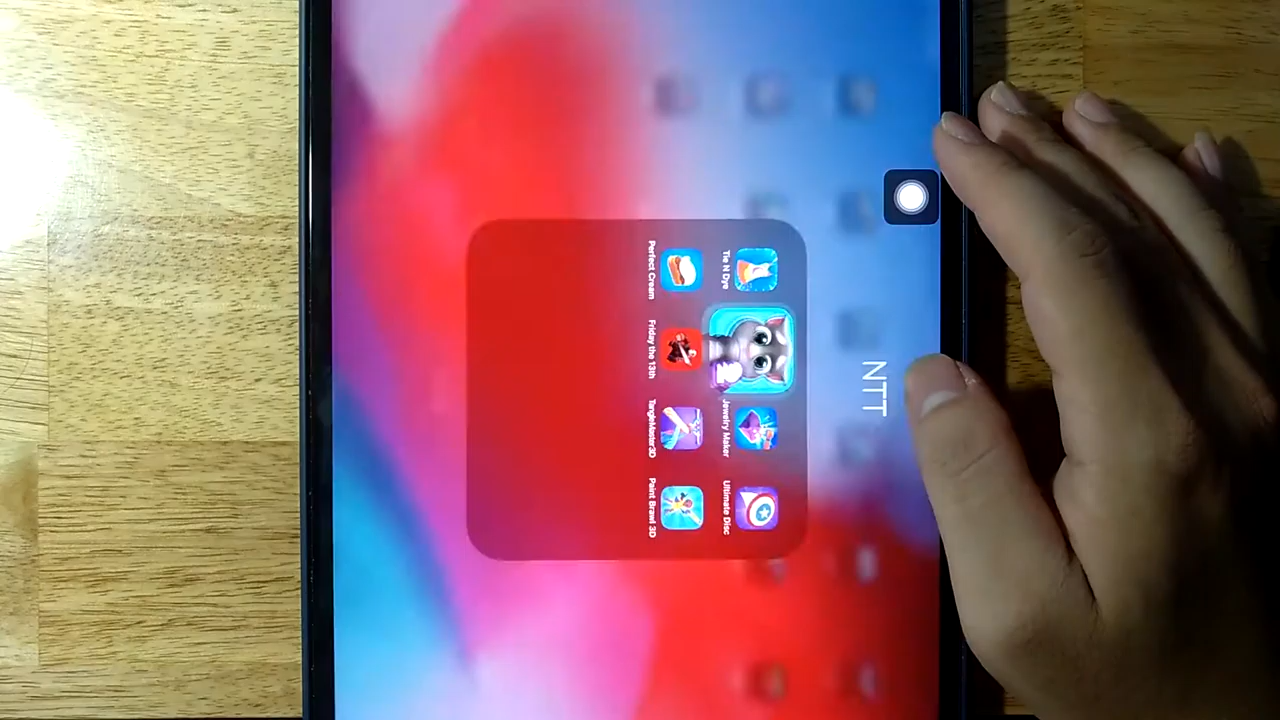 NTT
Tie N Dye
Jewelry Maker
Ultimate Disc
Perfect Cream
Friday the 13th
TangleMaster3D
Paint Brawl 3D